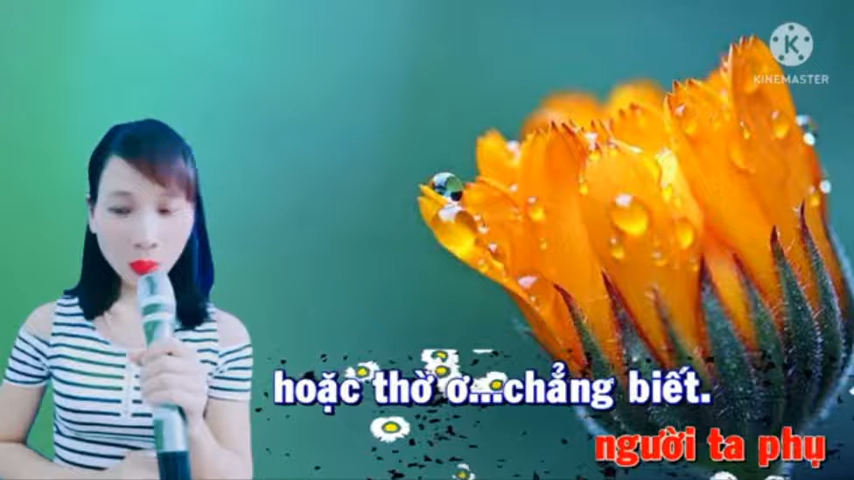 KINEMASTER
hoặc thờ ơ...chẳng biết.
người ta phụ